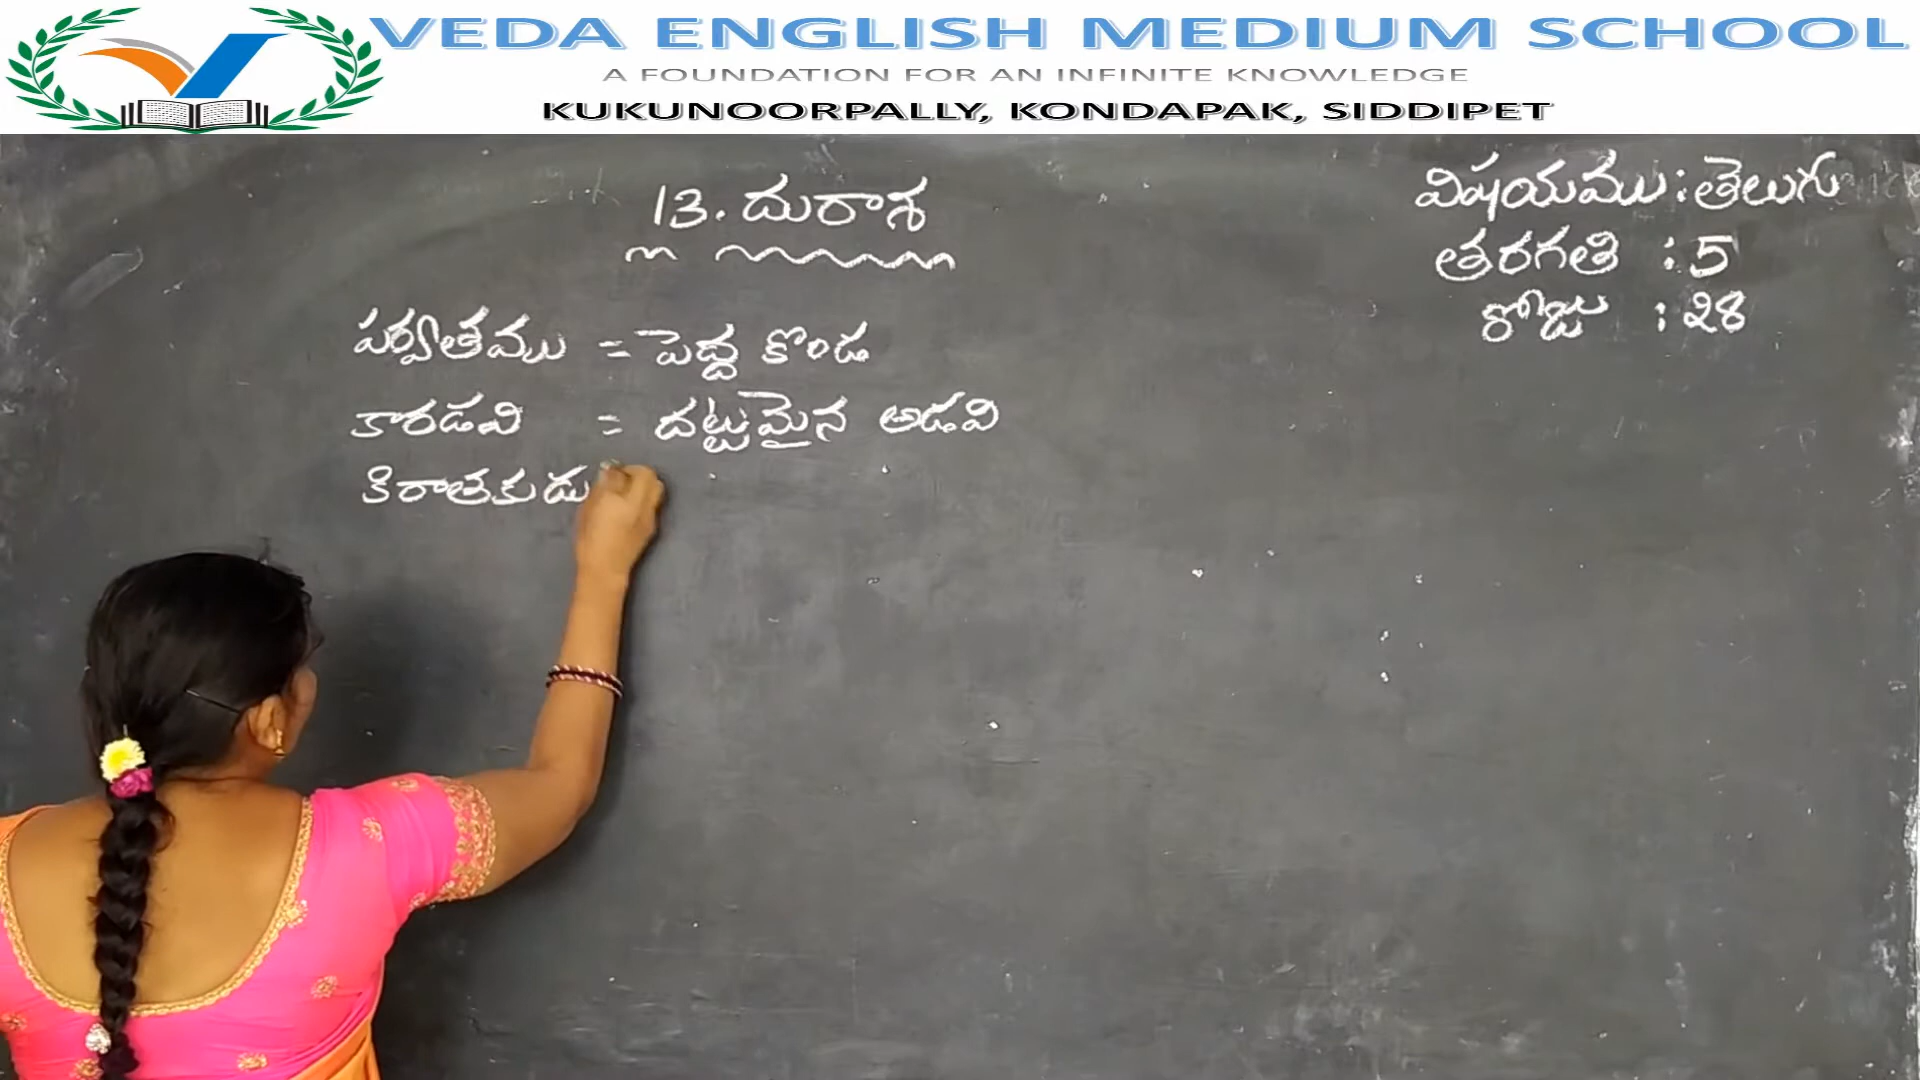 VEDA ENGLISH MEDIUM SCHOOL
A FOUNDATION FOR AN INFINITE KNOWLEDGE
KUKUNOORPALLY, KONDAPAK, SIDDIPET
విషయము : తెలుగు
తరగతి : 5
రోజు : 28
13. దురాశ
పర్వతము = పెద్ద కొండ
కారడవి = దట్టమైన అడవి
కిరాతకుడు